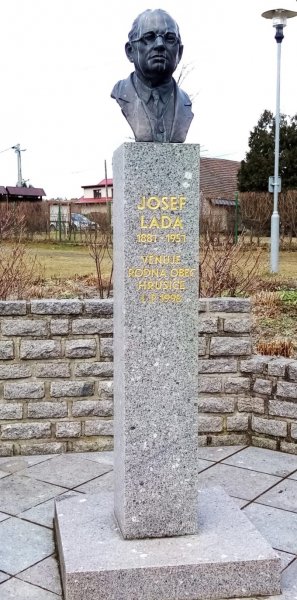 JOSEF
LADA
1887 - 1957
VĚNUJE
RODNÁ OBEC
HRUSICE